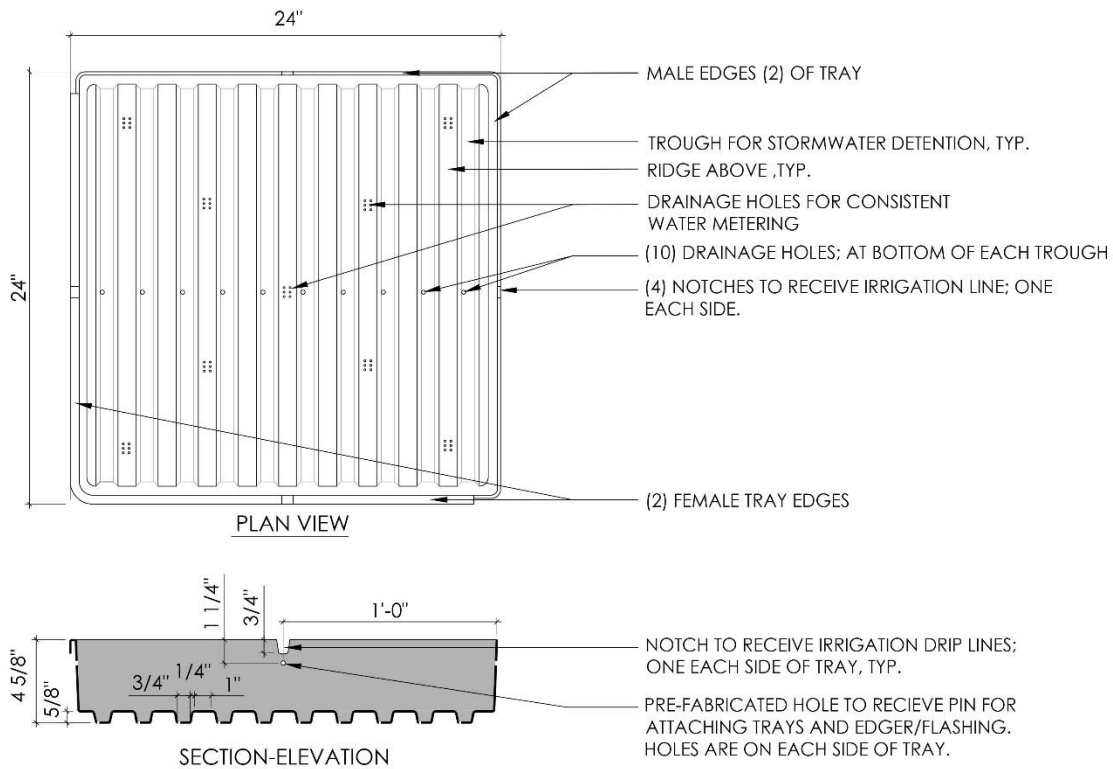 24"
MALE EDGES (2) OF TRAY
TROUGH FOR STORMWATER DETENTION, TYP.
RIDGE ABOVE ,TYP.
DRAINAGE HOLES FOR CONSISTENT
WATER METERING
(10) DRAINAGE HOLES; AT BOTTOM OF EACH TROUGH
24"
(4) NOTCHES TO RECEIVE IRRIGATION LINE; ONE
EACH SIDE.
(2) FEMALE TRAY EDGES
PLAN VIEW
1 1/4"
3/4"
1'-0"
NOTCH TO RECEIVE IRRIGATION DRIP LINES;
ONE EACH SIDE OF TRAY, TYP.
4 5/8"
5/8"
3/4"
1/4"
1"
PRE-FABRICATED HOLE TO RECIEVE PIN FOR
ATTACHING TRAYS AND EDGER/FLASHING.
HOLES ARE ON EACH SIDE OF TRAY.
SECTION-ELEVATION